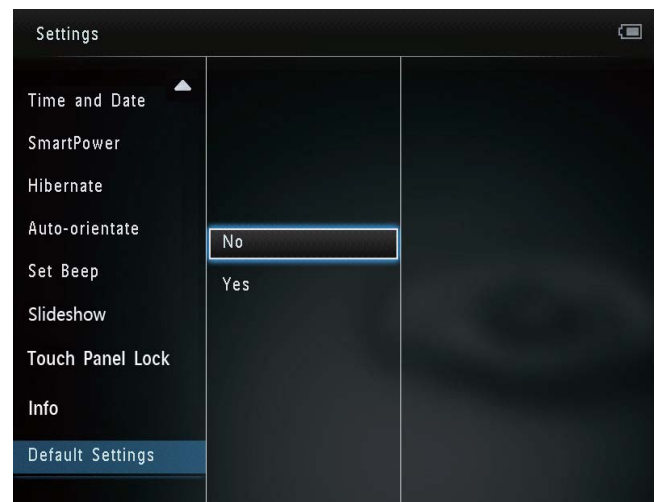 Settings
Time and Date
SmartPower
Hibernate
Auto-orientate
Set Beep
Slideshow
Touch Panel Lock
Info
Default Settings
No
Yes